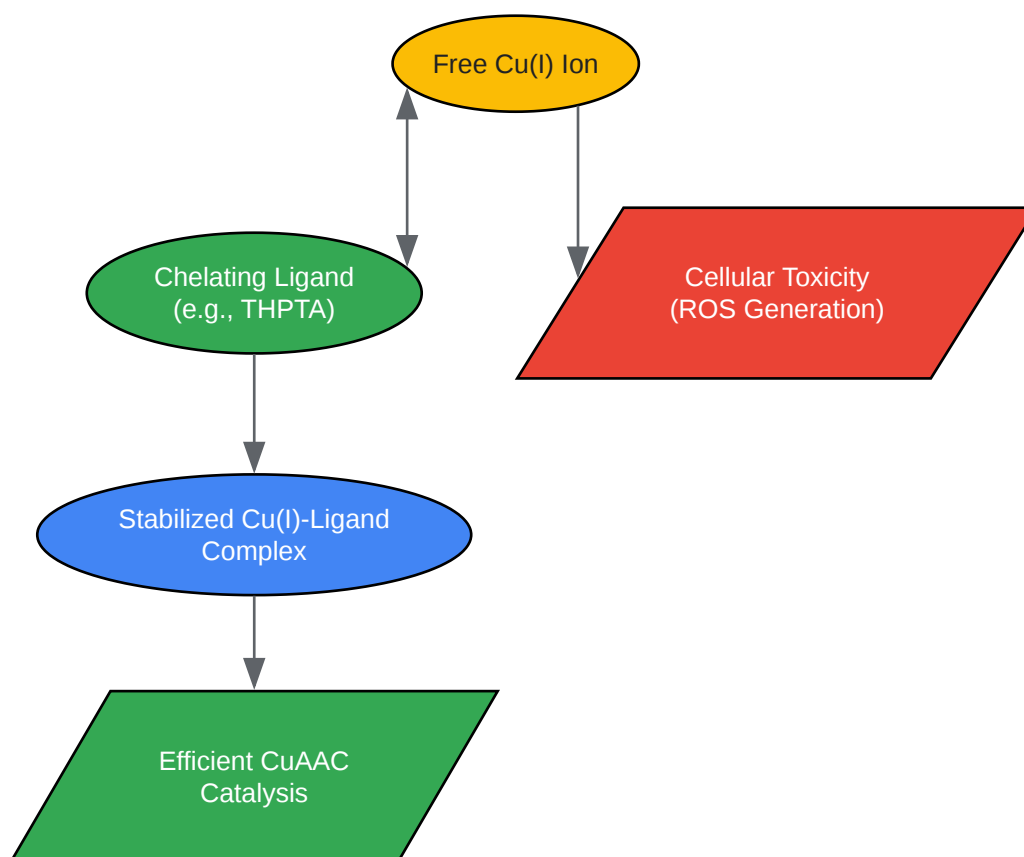 Free Cu(I) Ion
Chelating Ligand
(e.g., THPTA)
Cellular Toxicity
(ROS Generation)
Stabilized Cu(I)-Ligand
Complex
Efficient CuAAC
Catalysis